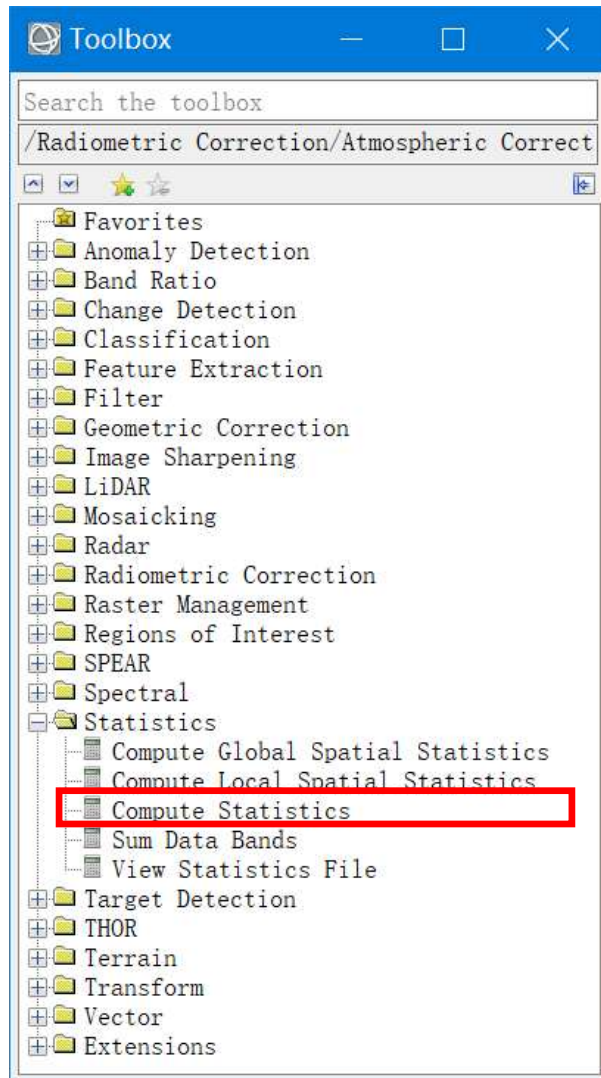 Toolbox
Search the toolbox
/Radiometric Correction/Atmospheric Correct
Favorites
Anomaly Detection
Band Ratio
Change Detection
Classification
Feature Extraction
Filter
Geometric Correction
Image Sharpening
LiDAR
Mosaicking
Radar
Radiometric Correction
Raster Management
Regions of Interest
SPEAR
Spectral
Statistics
Compute Global Spatial Statistics
Compute Local Spatial Statistics
Compute Statistics
Sum Data Bands
View Statistics File
Target Detection
THOR
Terrain
Transform
Vector
Extensions